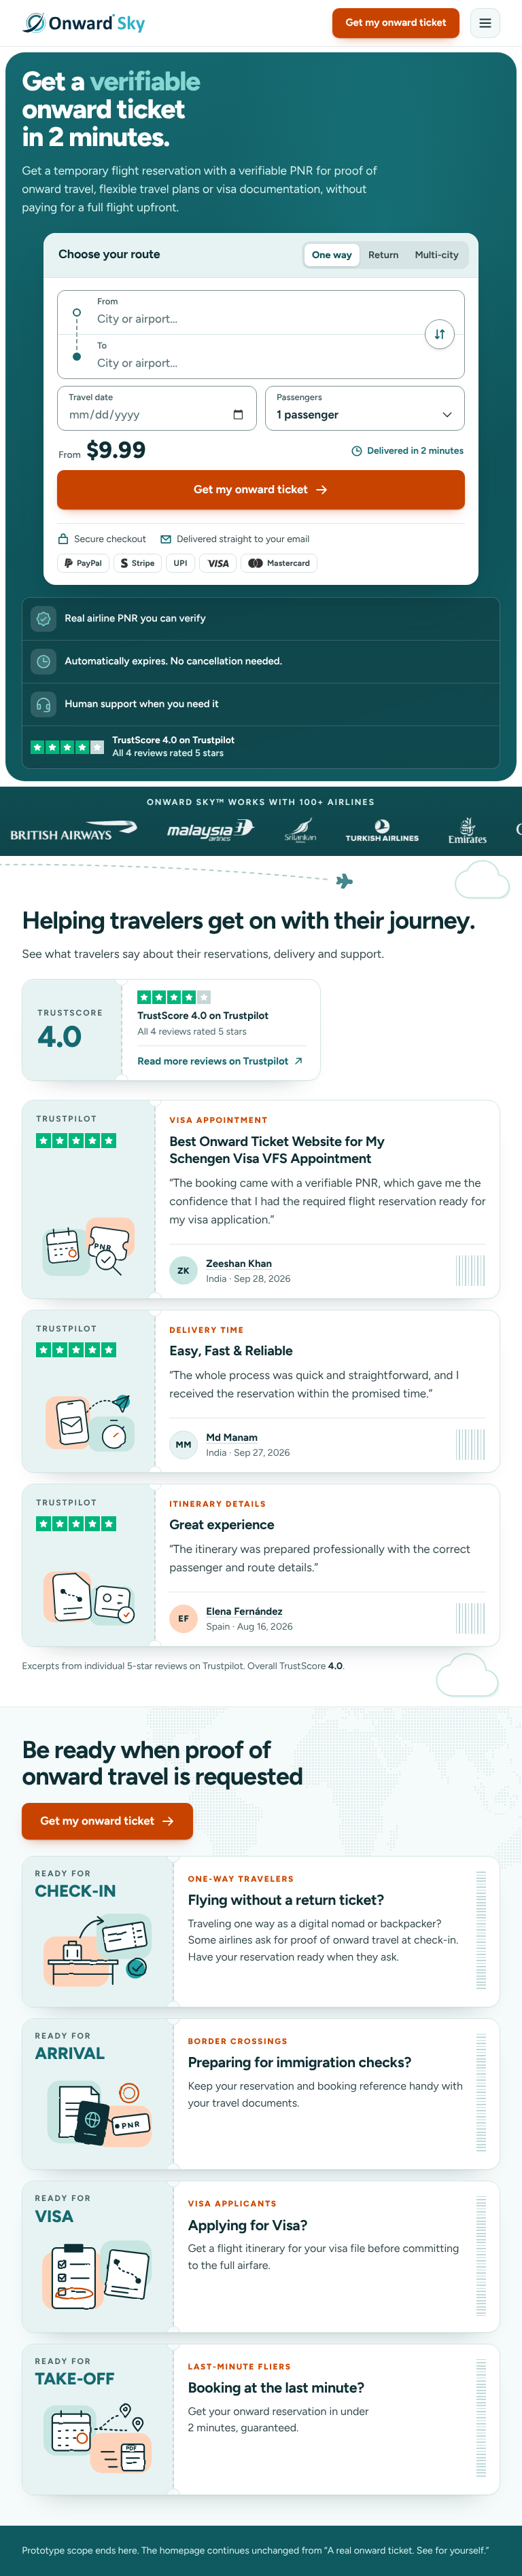 Onward Sky
Get my onward ticket
Get a verifiable
onward ticket
in 2 minutes.
Get a temporary flight reservation with a verifiable PNR for proof of
onward travel, flexible travel plans or visa documentation, without
paying for a full flight upfront.
Choose your route
One way
Return
Multi-city
From
City or airport...
To
City or airport...
Travel date
mm/dd/yyyy
Passengers
1 passenger
From $9.99
Delivered in 2 minutes
Get my onward ticket
Secure checkout
Delivered straight to your email
PayPal
Stripe
UPI
VISA
Mastercard
Real airline PNR you can verify
Automatically expires. No cancellation needed.
Human support when you need it
TrustScore 4.0 on Trustpilot
All 4 reviews rated 5 stars
ONWARD SKY™ WORKS WITH 100+ AIRLINES
BRITISH AIRWAYS
malaysia airlines
SriLankan
TURKISH AIRLINES
Emirates
Helping travelers get on with their journey.
See what travelers say about their reservations, delivery and support.
TRUSTSCORE
4.0
TrustScore 4.0 on Trustpilot
All 4 reviews rated 5 stars
Read more reviews on Trustpilot
TRUSTPILOT
VISA APPOINTMENT
Best Onward Ticket Website for My
Schengen Visa VFS Appointment
“The booking came with a verifiable PNR, which gave me the
confidence that I had the required flight reservation ready for
my visa application.”
PNR
ZK
Zeeshan Khan
India · Sep 28, 2026
TRUSTPILOT
DELIVERY TIME
Easy, Fast & Reliable
“The whole process was quick and straightforward, and I
received the reservation within the promised time.”
MM
Md Manam
India · Sep 27, 2026
TRUSTPILOT
ITINERARY DETAILS
Great experience
“The itinerary was prepared professionally with the correct
passenger and route details.”
EF
Elena Fernández
Spain · Aug 16, 2026
Excerpts from individual 5-star reviews on Trustpilot. Overall TrustScore 4.0.
Be ready when proof of
onward travel is requested
Get my onward ticket
READY FOR
CHECK-IN
ONE-WAY TRAVELERS
Flying without a return ticket?
Traveling one way as a digital nomad or backpacker?
Some airlines ask for proof of onward travel at check-in.
Have your reservation ready when they ask.
READY FOR
ARRIVAL
PNR
BORDER CROSSINGS
Preparing for immigration checks?
Keep your reservation and booking reference handy with
your travel documents.
READY FOR
VISA
VISA APPLICANTS
Applying for Visa?
Get a flight itinerary for your visa file before committing
to the full airfare.
READY FOR
TAKE-OFF
PDF
LAST-MINUTE FLIERS
Booking at the last minute?
Get your onward reservation in under
2 minutes, guaranteed.
Prototype scope ends here. The homepage continues unchanged from “A real onward ticket. See for yourself.”